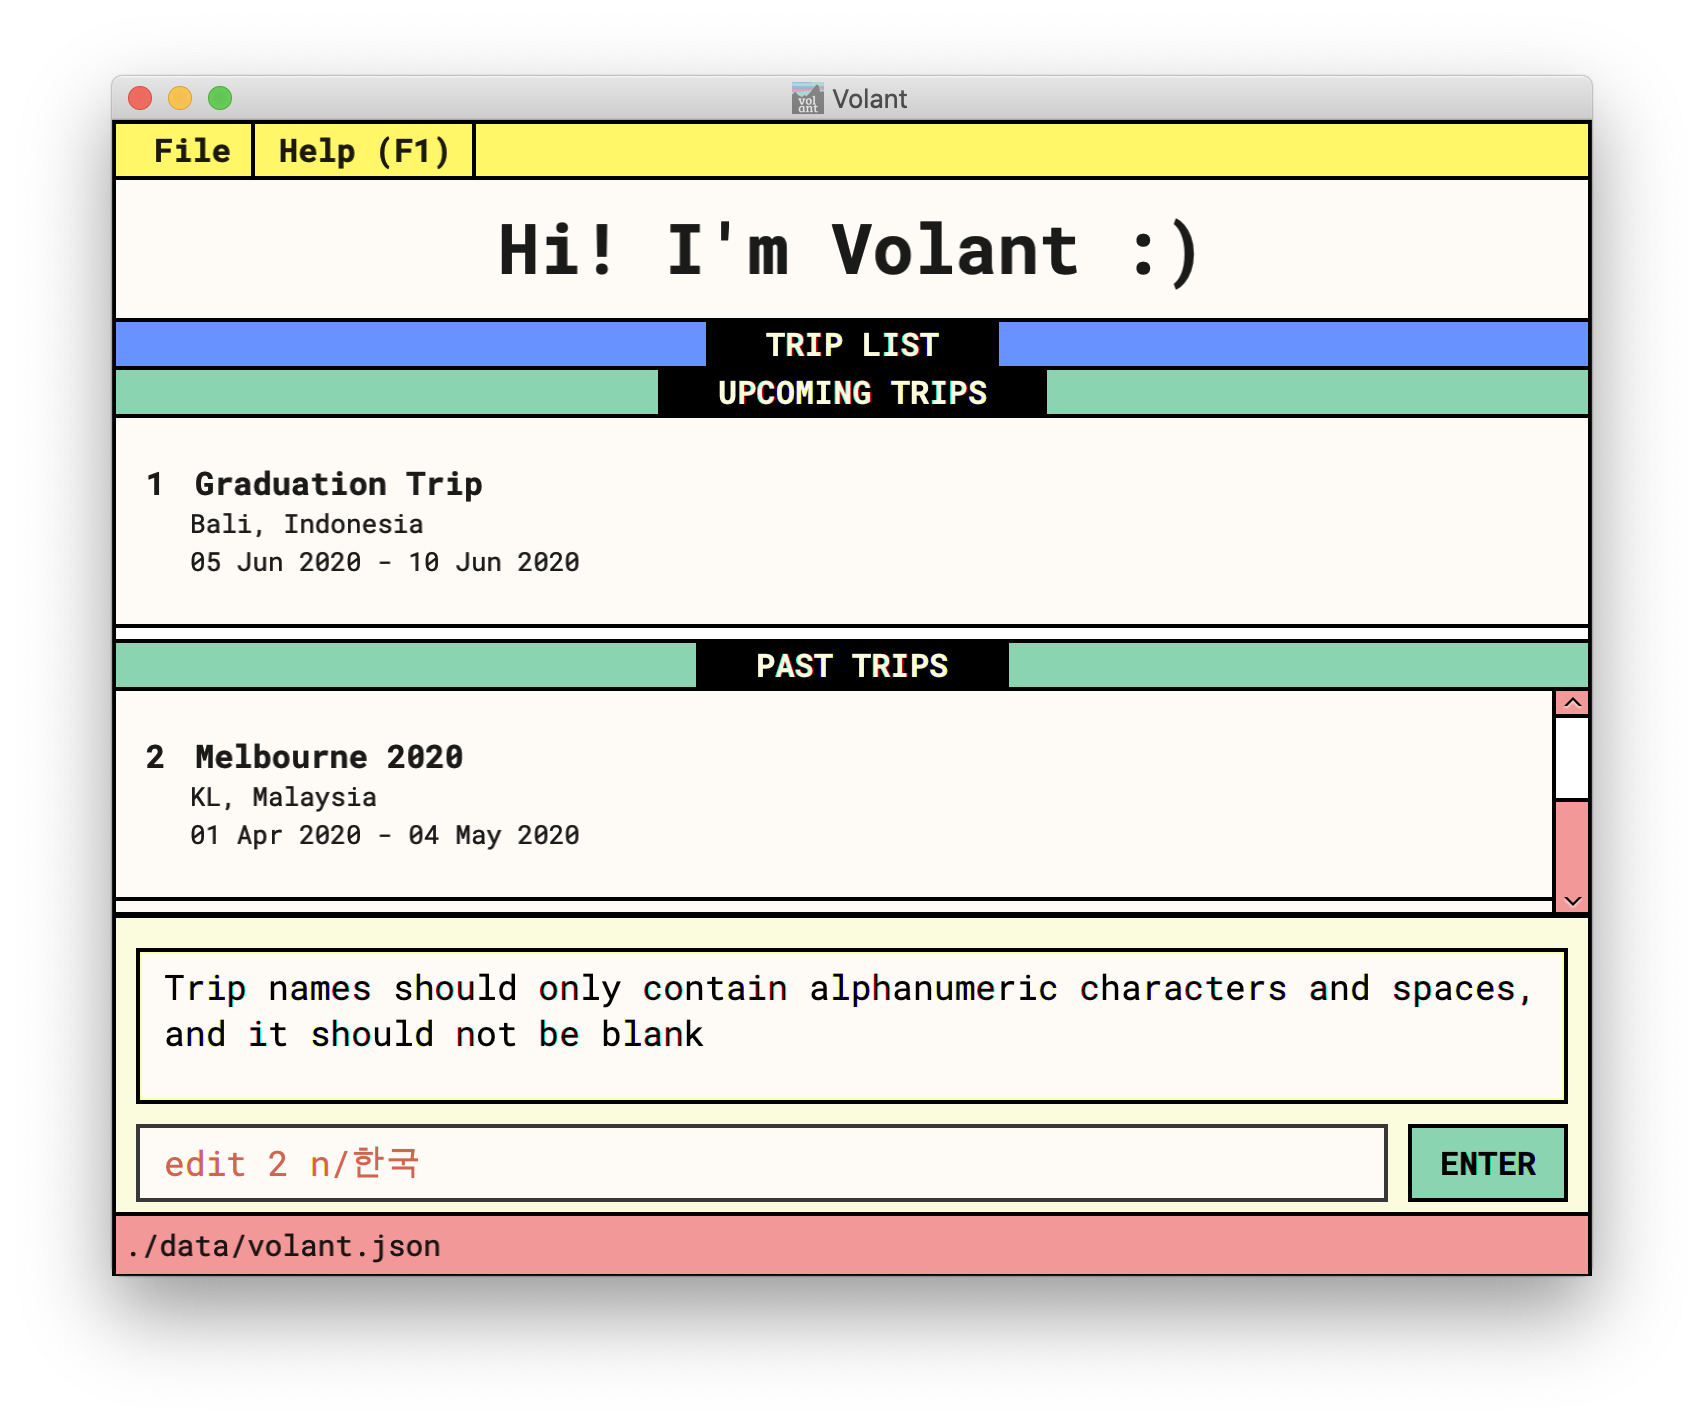 vol
ant
Volant
File Help (F1)
Hi! I'm Volant :)
TRIP LIST
UPCOMING TRIPS
1 Graduation Trip
Bali, Indonesia
05 Jun 2020 - 10 Jun 2020
PAST TRIPS
2 Melbourne 2020
KL, Malaysia
01 Apr 2020 - 04 May 2020
Trip names should only contain alphanumeric characters and spaces,
and it should not be blank
edit 2 n/한국
ENTER
./data/volant.json